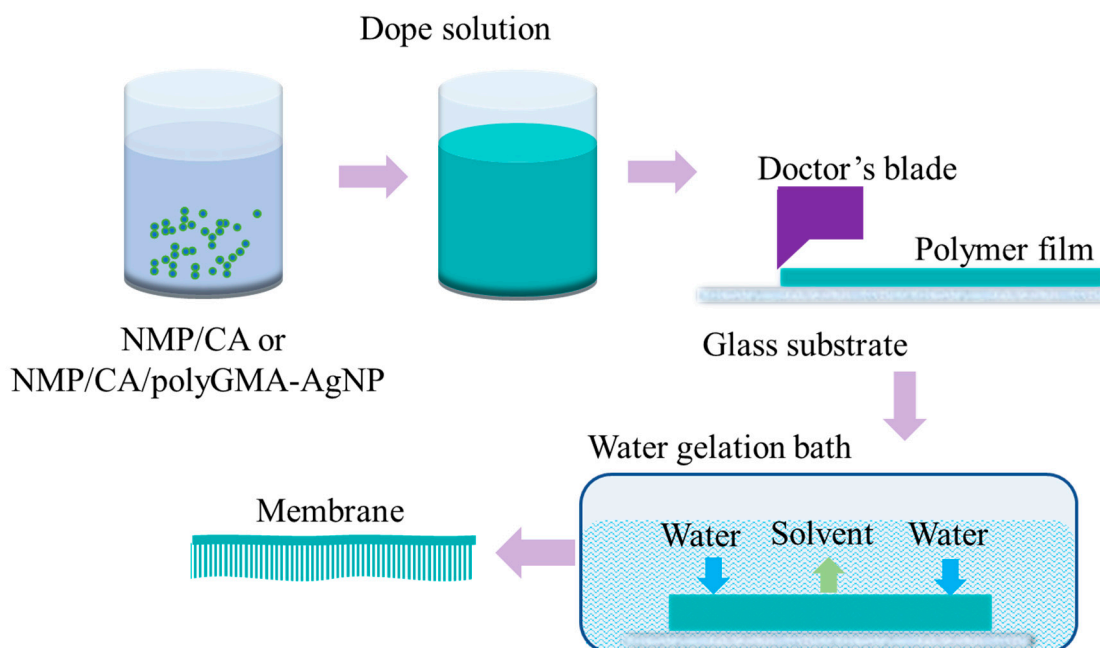 Dope solution
Doctor’s blade
Polymer film
NMP/CA or
NMP/CA/polyGMA-AgNP
Glass substrate
Water gelation bath
Membrane
Water Solvent Water